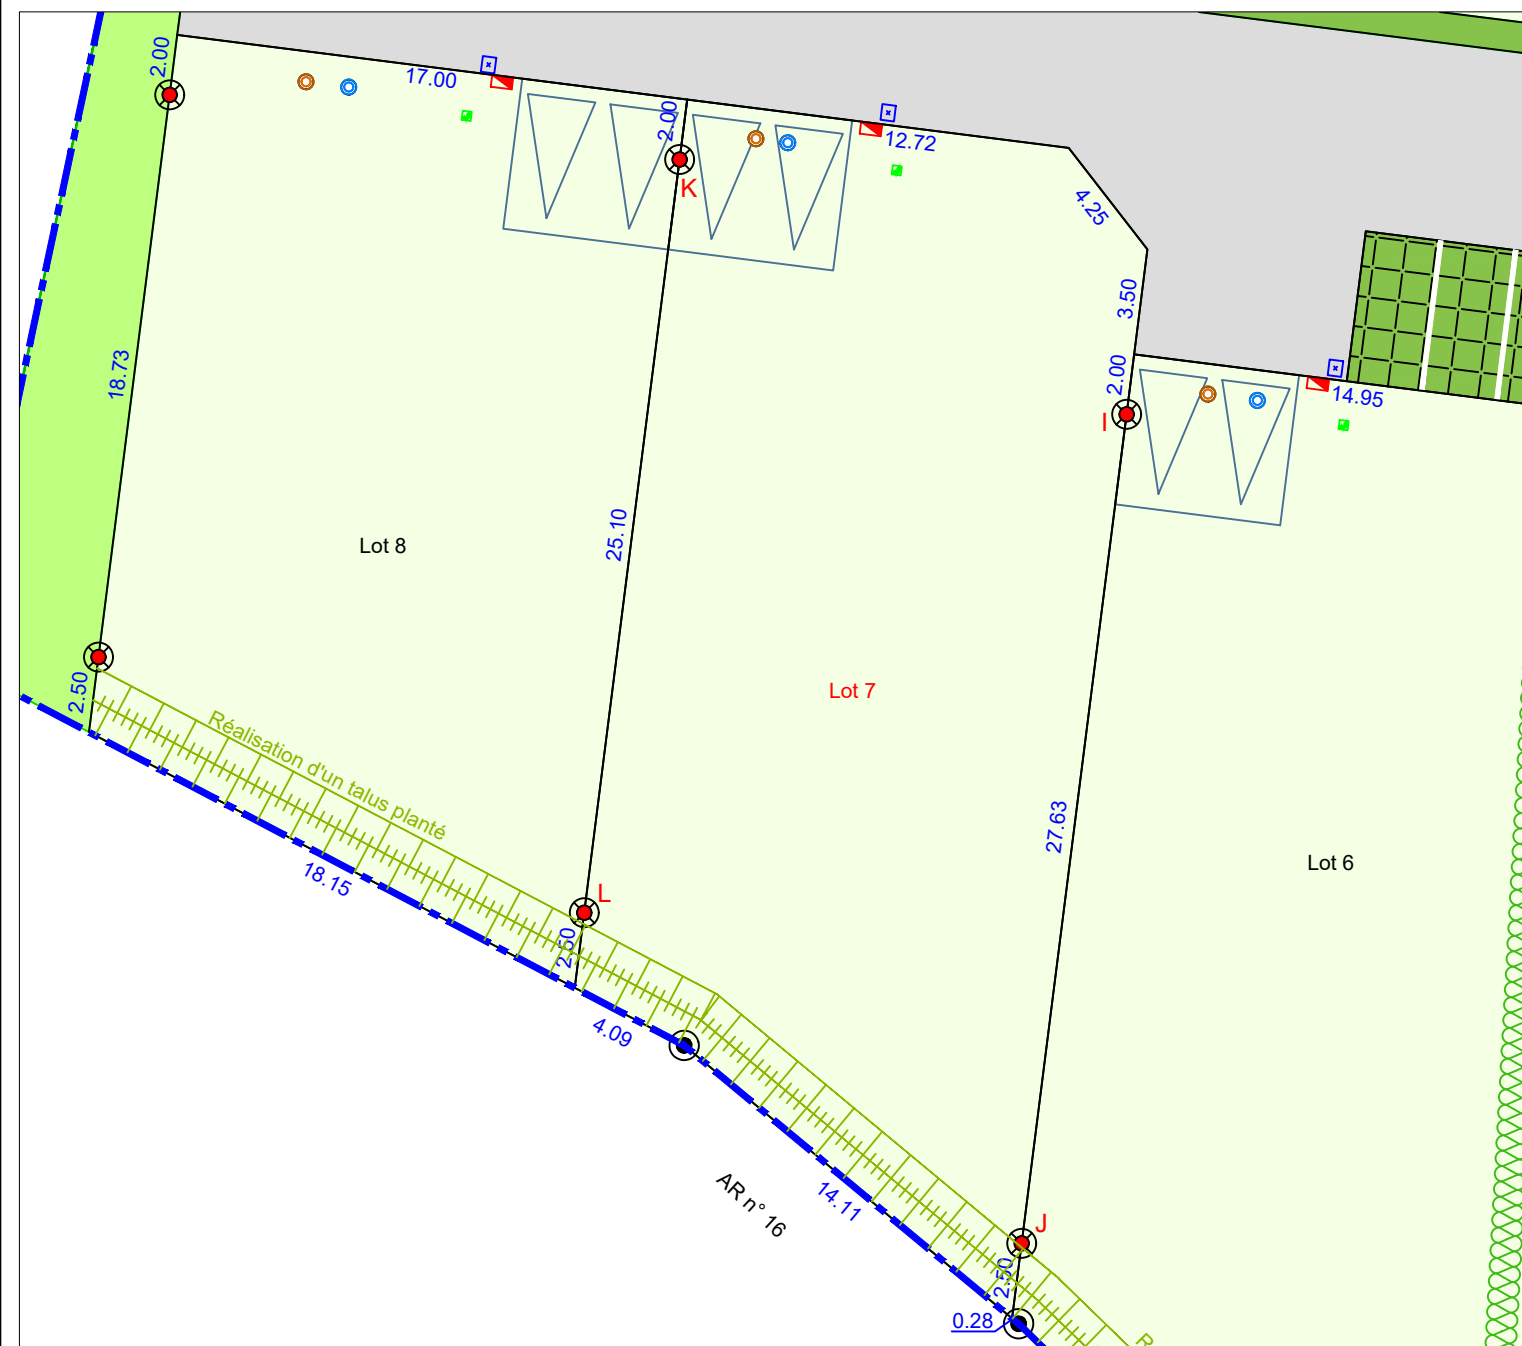 2.00
17.00
2.00
K
12.72
4.25
3.50
2.00
I
14.95
18.73
25.10
Lot 8
Lot 7
2.50
Réalisation d'un talus planté
27.63
Lot 6
18.15
L
2.50
4.09
AR n° 16
14.11
J
2.50
0.28
R